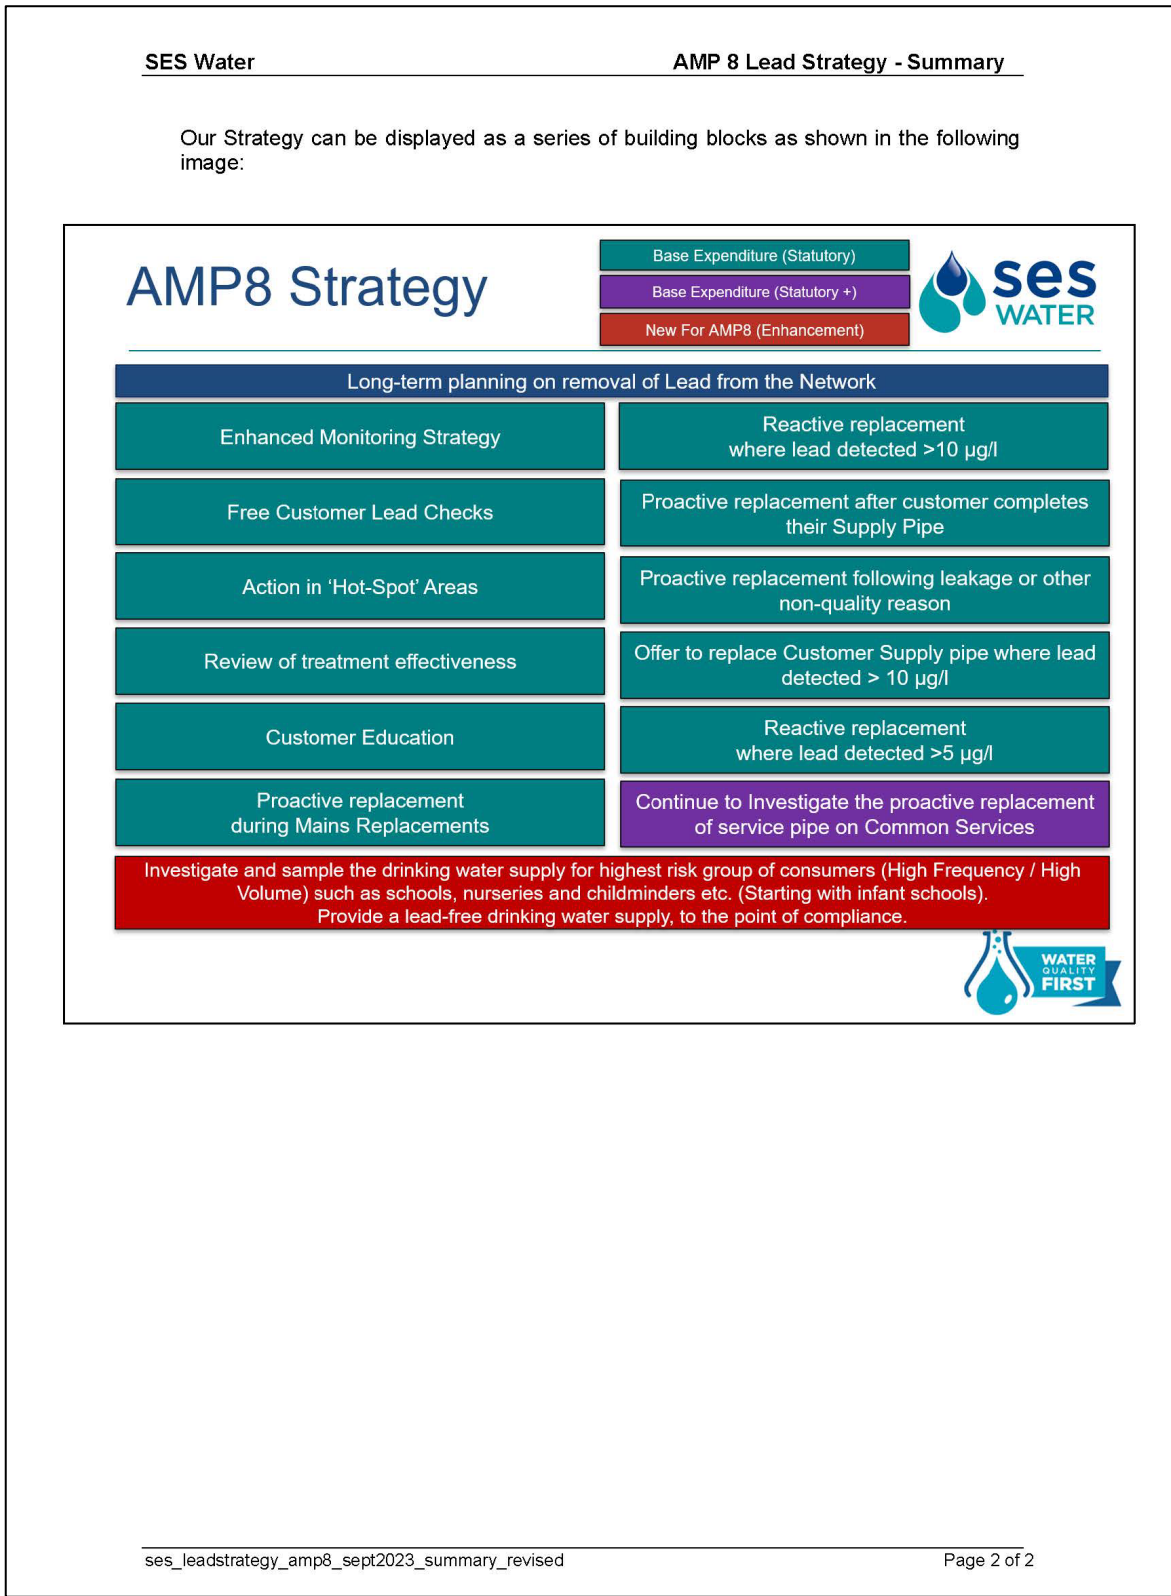 SES Water
AMP 8 Lead Strategy - Summary
Our Strategy can be displayed as a series of building blocks as shown in the following
image:
AMP8 Strategy
Base Expenditure (Statutory)
Base Expenditure (Statutory +)
New For AMP8 (Enhancement)
ses
WATER
Long-term planning on removal of Lead from the Network
Enhanced Monitoring Strategy
Reactive replacement
where lead detected >10 µg/l
Free Customer Lead Checks
Proactive replacement after customer completes
their Supply Pipe
Action in ‘Hot-Spot’ Areas
Proactive replacement following leakage or other
non-quality reason
Review of treatment effectiveness
Offer to replace Customer Supply pipe where lead
detected > 10 µg/l
Customer Education
Reactive replacement
where lead detected >5 µg/l
Proactive replacement
during Mains Replacements
Continue to Investigate the proactive replacement
of service pipe on Common Services
Investigate and sample the drinking water supply for highest risk group of consumers (High Frequency / High
Volume) such as schools, nurseries and childminders etc. (Starting with infant schools).
Provide a lead-free drinking water supply, to the point of compliance.
WATER
QUALITY
FIRST
ses_leadstrategy_amp8_sept2023_summary_revised
Page 2 of 2